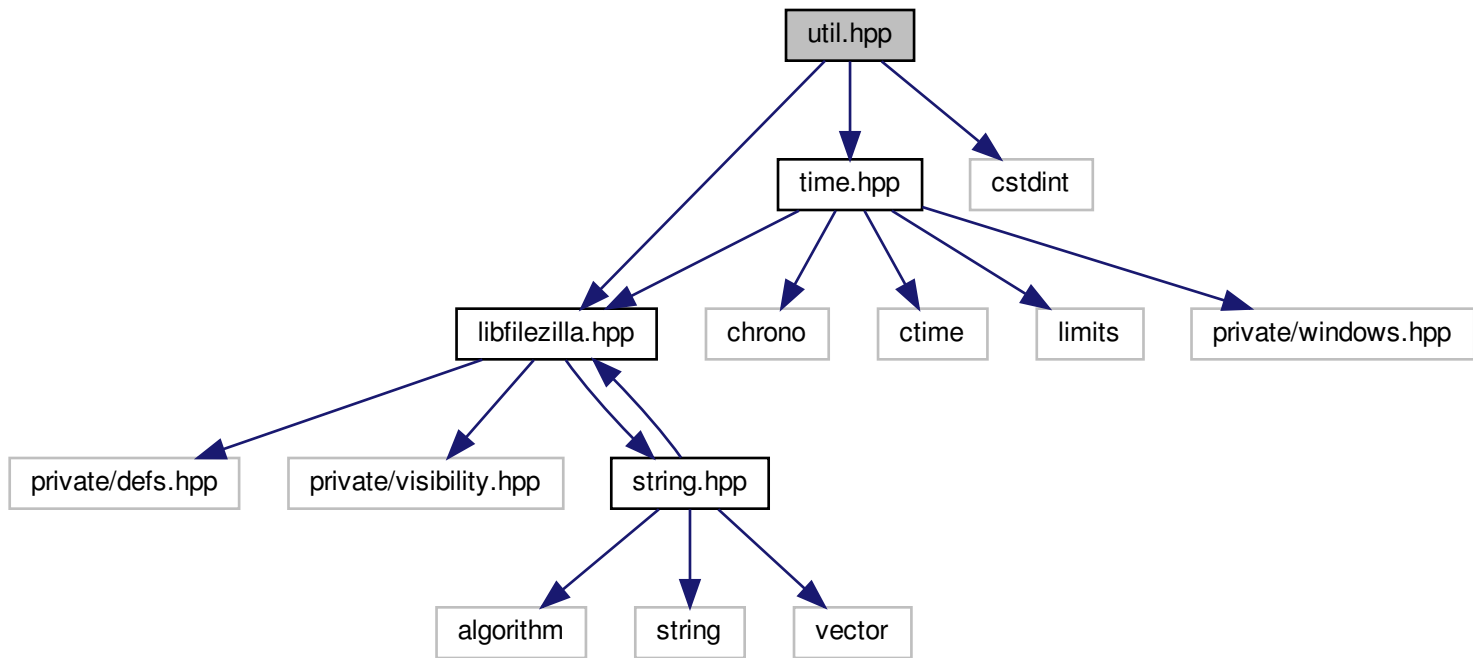 util.hpp
time.hpp
cstdint
libfilezilla.hpp
chrono
ctime
limits
private/windows.hpp
private/defs.hpp
private/visibility.hpp
string.hpp
algorithm
string
vector